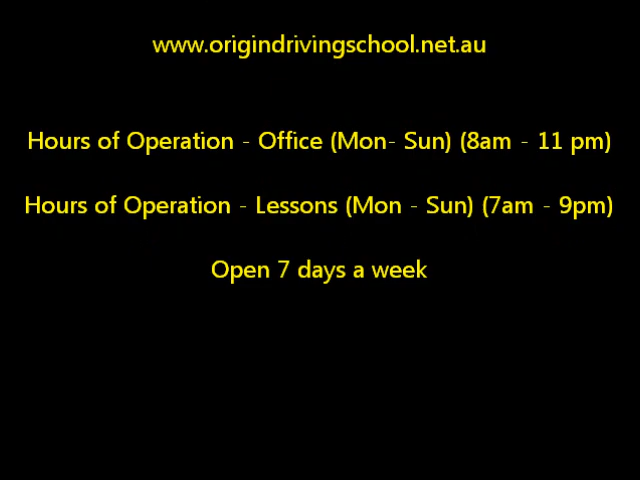 www.origindrivingschool.net.au
Hours of Operation - Office (Mon- Sun) (8am - 11 pm)
Hours of Operation - Lessons (Mon - Sun) (7am - 9pm)
Open 7 days a week